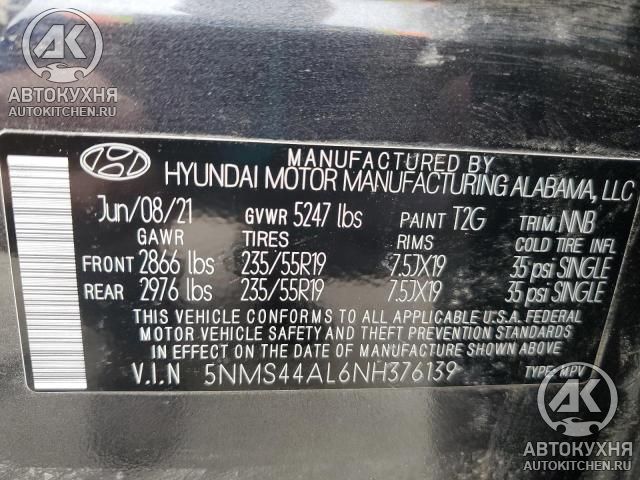 AK
АВТОКУХНЯ
AUTOKITCHEN.RU
MANUFACTURED BY
HYUNDAI MOTOR MANUFACTURING ALABAMA, LLC
Jun/08/21 GVWR 5247 lbs PAINT T2G TRIM NNB
GAWR TIRES RIMS COLD TIRE INFL
FRONT 2866 lbs 235/55R19 7.5JX19 35 psi SINGLE
REAR 2976 lbs 235/55R19 7.5JX19 35 psi SINGLE
THIS VEHICLE CONFORMS TO ALL APPLICABLE U.S.A. FEDERAL
MOTOR VEHICLE SAFETY AND THEFT PREVENTION STANDARDS
IN EFFECT ON THE DATE OF MANUFACTURE SHOWN ABOVE.
V.I.N 5NMS44AL6NH376139 TYPE: MPV
AK
АВТОКУХНЯ
AUTOKITCHEN.RU